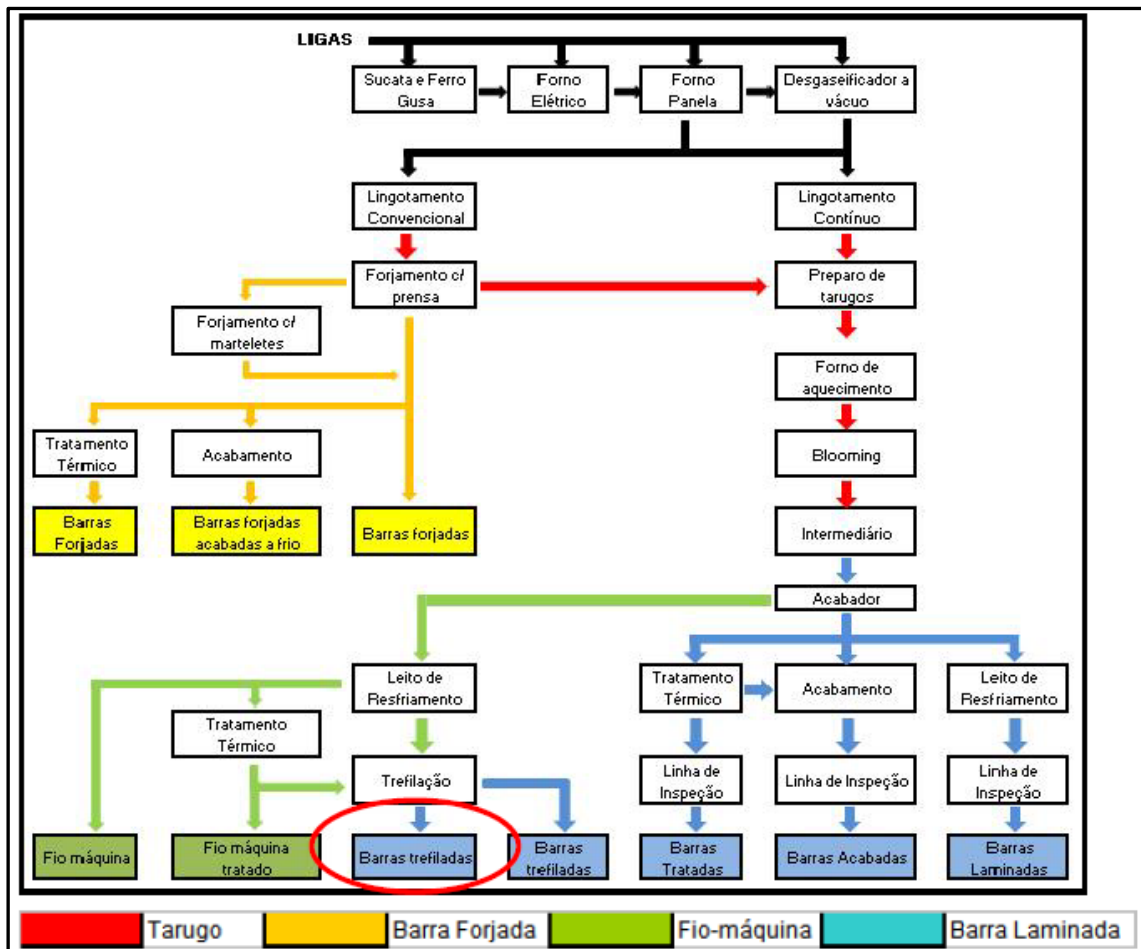 LIGAS
Sucata e Ferro
Gusa
Forno
Elétrico
Forno
Panela
Desgaseificador a
vácuo
Lingotamento
Convencional
Lingotamento
Contínuo
Forjamento c/
prensa
Preparo de
tarugos
Forjamento c/
marteletes
Forno de
aquecimento
Tratamento
Térmico
Acabamento
Blooming
Barras
Forjadas
Barras forjadas
acabadas a frio
Barras forjadas
Intermediário
Acabador
Leito de
Resfriamento
Tratamento
Térmico
Acabamento
Leito de
Resfriamento
Tratamento
Térmico
Trefilação
Linha de
Inspeção
Linha de Inspeção
Linha de
Inspeção
Fio máquina
Fio máquina
tratado
Barras trefiladas
Barras
trefiladas
Barras
Tratadas
Barras Acabadas
Barras
Laminadas
Tarugo
Barra Forjada
Fio-máquina
Barra Laminada